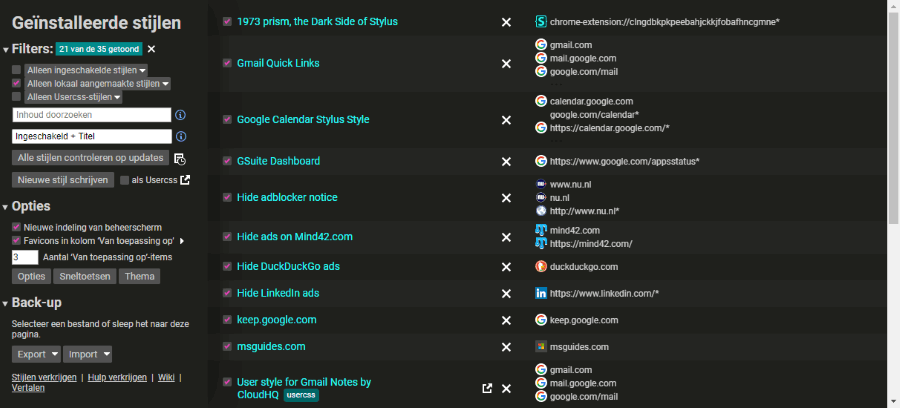 Geïnstalleerde stijlen
Filters: 21 van de 35 getoond
Alleen ingeschakelde stijlen
Alleen lokaal aangemaakte stijlen
Alleen Usercss-stijlen
Inhoud doorzoeken
Ingeschakeld + Titel
Alle stijlen controleren op updates
Nieuwe stijl schrijven als Usercss
Opties
Nieuwe indeling van beheerscherm
Favicons in kolom 'Van toepassing op'
3 Aantal 'Van toepassing op'-items
Opties Sneltoetsen Thema
Back-up
Selecteer een bestand of sleep het naar deze
pagina.
Export Import
Stijlen verkrijgen | Hulp verkrijgen | Wiki |
Vertalen
1973 prism, the Dark Side of Stylus
chrome-extension://clngdbkpkpeebahjckkjfobafhncgmne*
Gmail Quick Links
gmail.com
mail.google.com
google.com/mail
Google Calendar Stylus Style
calendar.google.com
google.com/calendar*
https://calendar.google.com/*
GSuite Dashboard
https://www.google.com/appsstatus*
Hide adblocker notice
www.nu.nl
nu.nl
http://www.nu.nl*
Hide ads on Mind42.com
mind42.com
https://mind42.com/
Hide DuckDuckGo ads
duckduckgo.com
Hide LinkedIn ads
https://www.linkedin.com/*
keep.google.com
keep.google.com
msguides.com
msguides.com
User style for Gmail Notes by
CloudHQ usercss
gmail.com
mail.google.com
google.com/mail